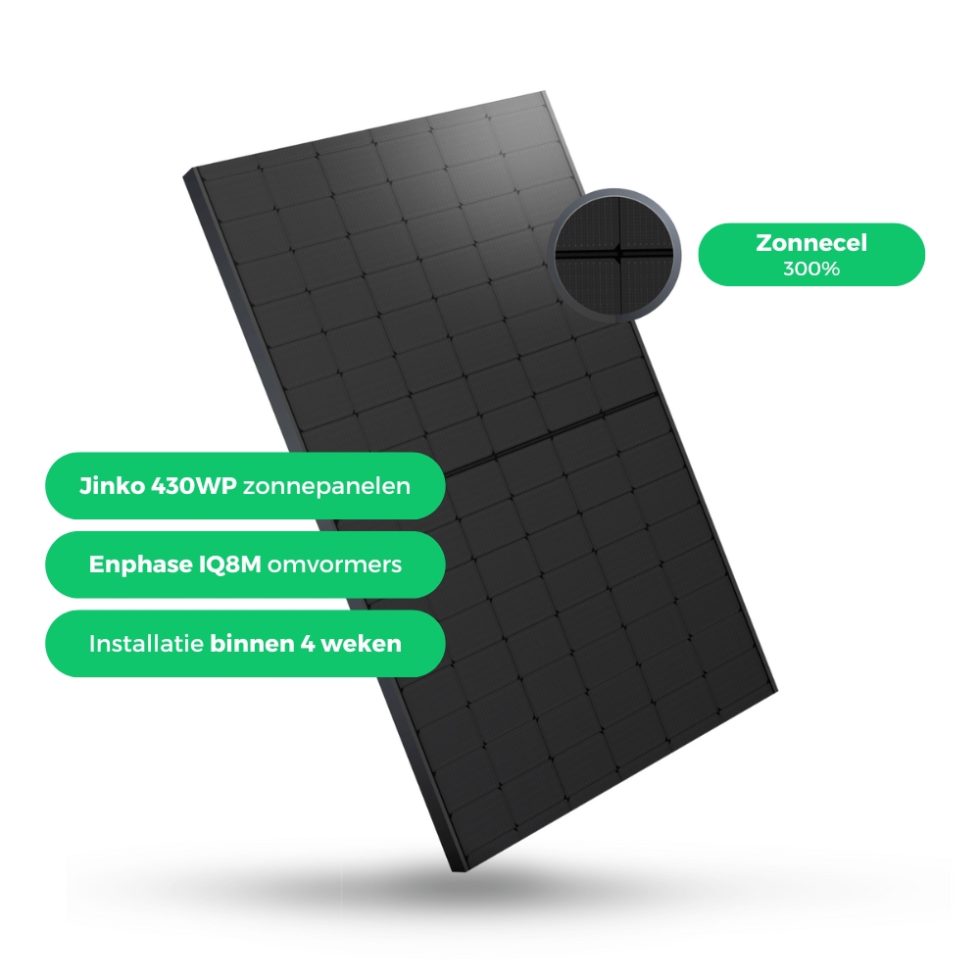 Zonnecel
300%
Jinko 430WP zonnepanelen
Enphase IQ8M omvormers
Installatie binnen 4 weken